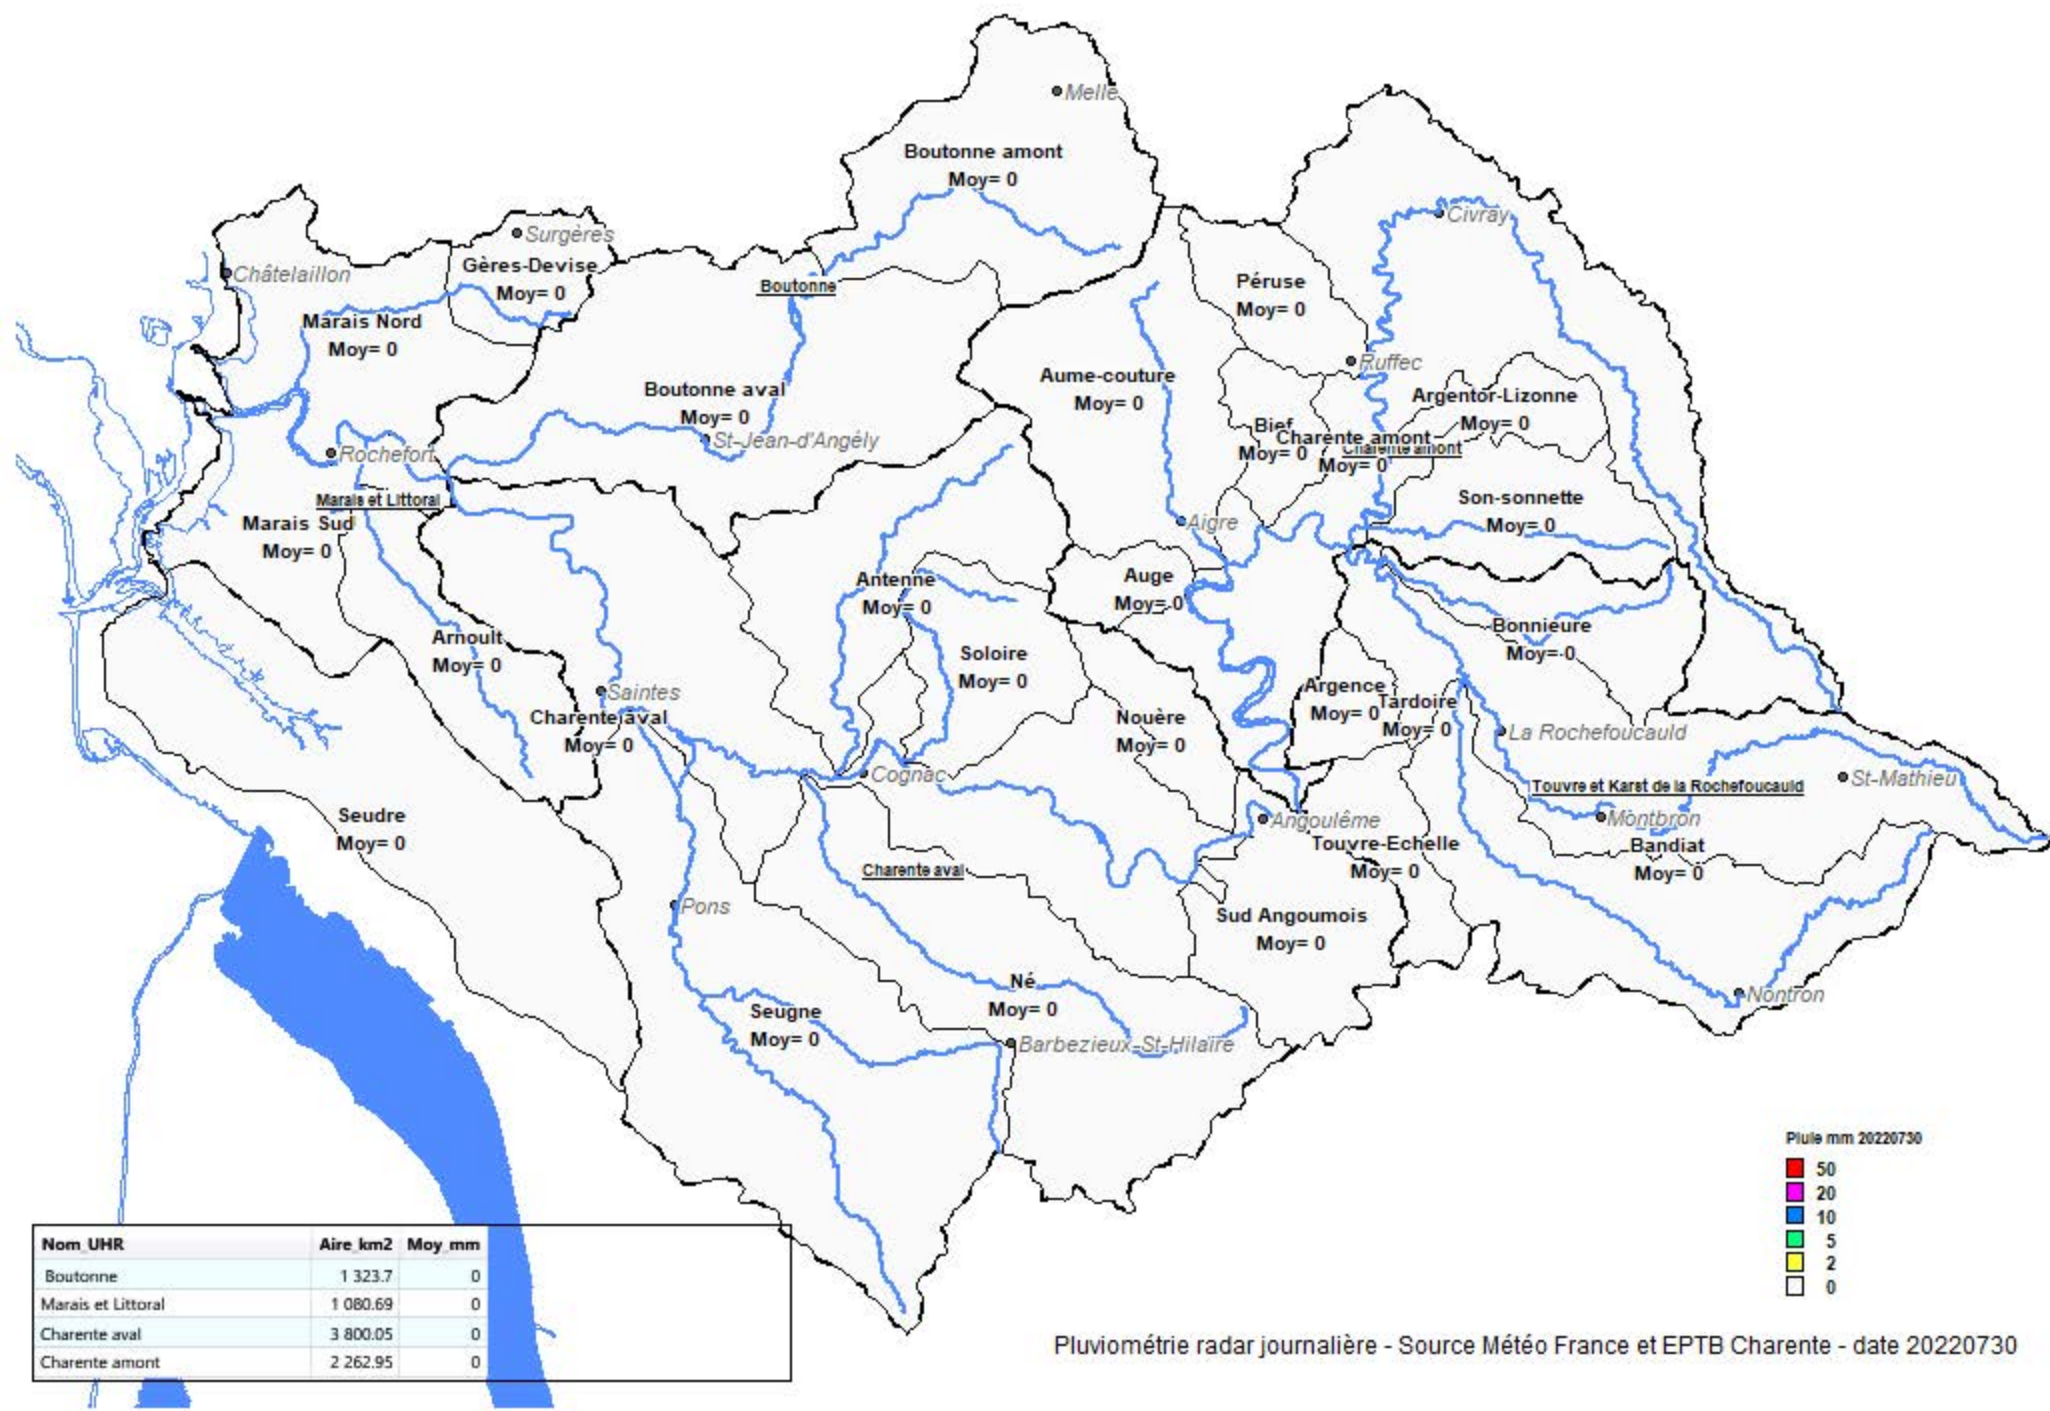 Melle
Boutonne amont
Moy= 0
Civray
Surgères
Châtelaillon
Gères-Devise
Moy= 0
Boutonne
Péruse
Moy= 0
Marais Nord
Moy= 0
Ruffec
Aume-couture
Moy= 0
Boutonne aval
Moy= 0
Argentor-Lizonne
Moy= 0
St-Jean-d'Angély
Bief
Moy= 0
Charente amont
Moy= 0
Charente amont
Rochefort
Marais et Littoral
Son-sonnette
Moy= 0
Marais Sud
Moy= 0
Aigre
Antenne
Moy= 0
Auge
Moy= 0
Bonnieure
Moy= 0
Arnoult
Moy= 0
Soloire
Moy= 0
Saintes
Argence
Moy= 0
Tardoire
Moy= 0
Charente aval
Moy= 0
Nouère
Moy= 0
La Rochefoucauld
Cognac
St-Mathieu
Touvre et Karst de la Rochefoucauld
Seudre
Moy= 0
Angoulême
Montbron
Touvre-Echelle
Moy= 0
Bandiat
Moy= 0
Charente aval
Pons
Sud Angoumois
Moy= 0
Né
Moy= 0
Nontron
Seugne
Moy= 0
Barbezieux-St-Hilaire
Pluie mm 20220730
50
20
10
5
2
0
Nom_UHR Aire_km2 Moy_mm
Boutonne 1 323.7 0
Marais et Littoral 1 080.69 0
Charente aval 3 800.05 0
Charente amont 2 262.95 0
Pluviométrie radar journalière - Source Météo France et EPTB Charente - date 20220730